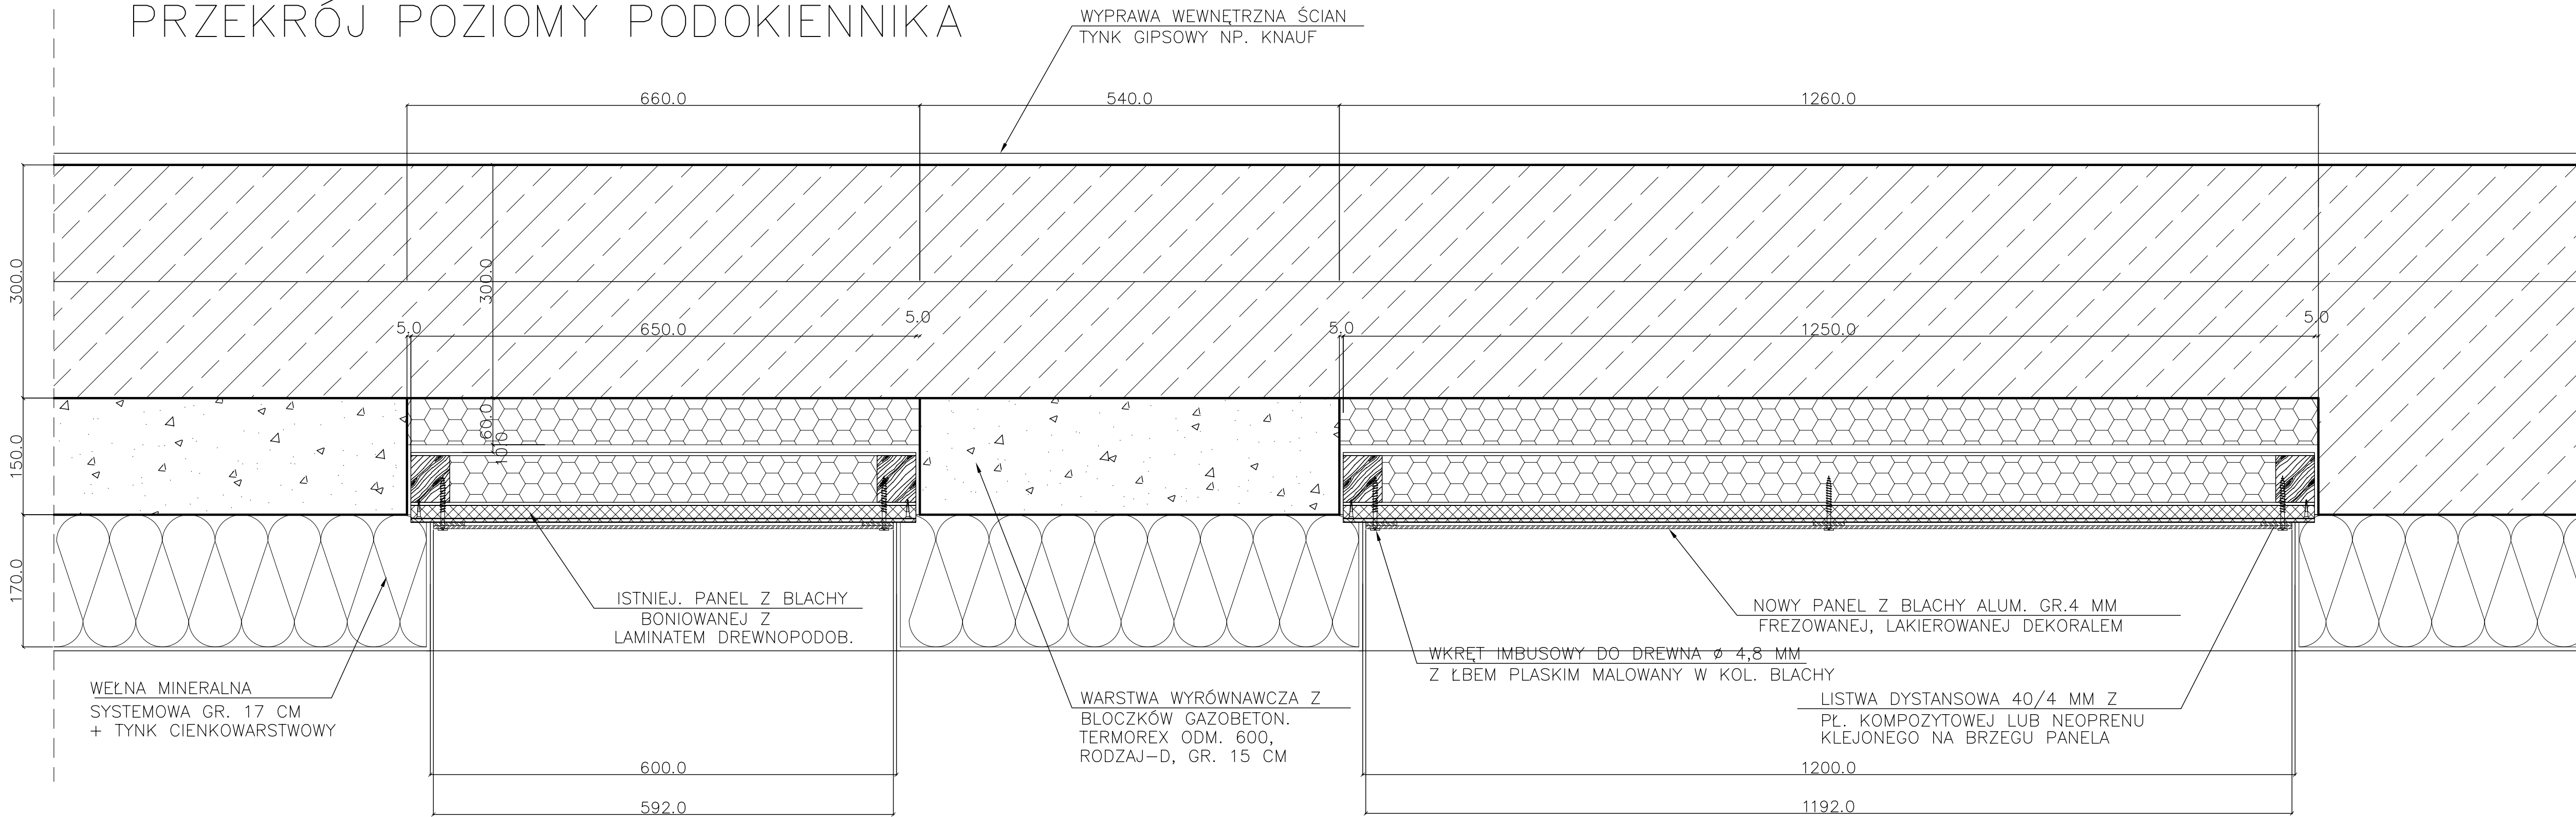 PRZEKRÓJ POZIOMY PODOKIENNIKA
WYPRAWA WEWNĘTRZNA ŚCIAN
TYNK GIPSOWY NP. KNAUF
660.0
540.0
1260.0
300.0
300.0
5.0
650.0
5.0
5.0
1250.0
5.0
150.0
60.0
10.0
170.0
ISTNIEJ. PANEL Z BLACHY
BONIOWANEJ Z
LAMINATEM DREWNOPODOB.
NOWY PANEL Z BLACHY ALUM. GR.4 MM
FREZOWANEJ, LAKIEROWANEJ DEKORALEM
WKRĘT IMBUSOWY DO DREWNA ø 4,8 MM
Z ŁBEM PLASKIM MALOWANY W KOL. BLACHY
WEŁNA MINERALNA
SYSTEMOWA GR. 17 CM
+ TYNK CIENKOWARSTWOWY
WARSTWA WYRÓWNAWCZA Z
BLOCZKÓW GAZOBETON.
TERMOREX ODM. 600,
RODZAJ-D, GR. 15 CM
LISTWA DYSTANSOWA 40/4 MM Z
PŁ. KOMPOZYTOWEJ LUB NEOPRENU
KLEJONEGO NA BRZEGU PANELA
600.0
1200.0
592.0
1192.0